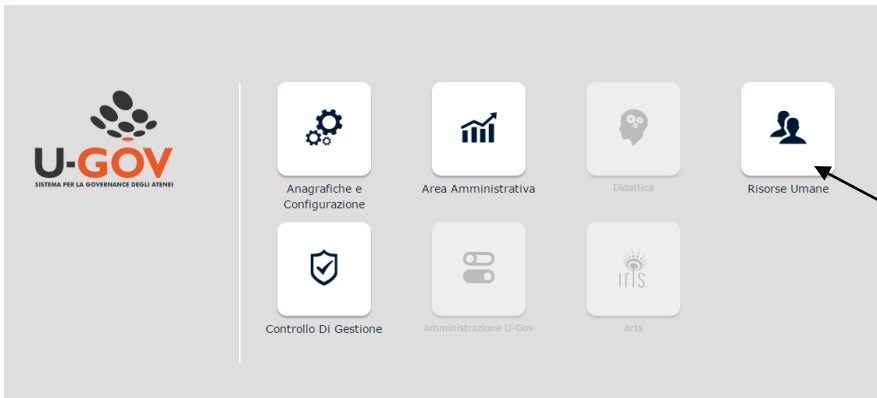 U-GOV
SISTEMA PER LA GOVERNANCE DEGLI ATENEI
Anagrafiche e
Configurazione
Area Amministrativa
Didattica
Risorse Umane
Controllo Di Gestione
Amministrazione U-Gov
IrIS
Arts